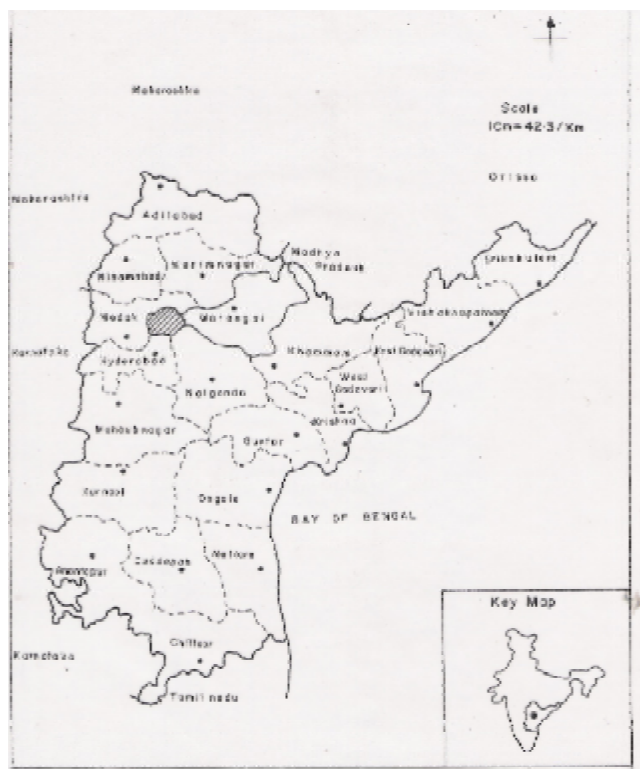 Maharashtra
Scale
1Cm = 42.3/Km
Orissa
Maharashtra
Adilabad
Madhya
Pradesh
Karimnagar
Nizamabad
Srikakulam
Medak
Warangal
Vishakhapatnam
Karnataka
Hyderabad
Khammam
East Godavari
West
Godavari
Nalgonda
Krishna
Mahabubnagar
Guntur
Kurnool
Ongole
BAY OF BENGAL
Anantapur
Cuddapah
Nellore
Key Map
Chittoor
Karnataka
Tamil nadu